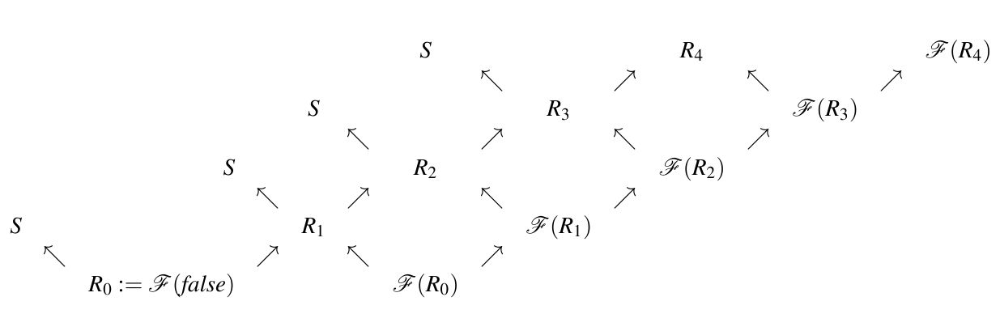 S R₄ ℱ(R₄)
S R₃ ℱ(R₃)
S R₂ ℱ(R₂)
S R₁ ℱ(R₁)
R₀ := ℱ(false) ℱ(R₀)